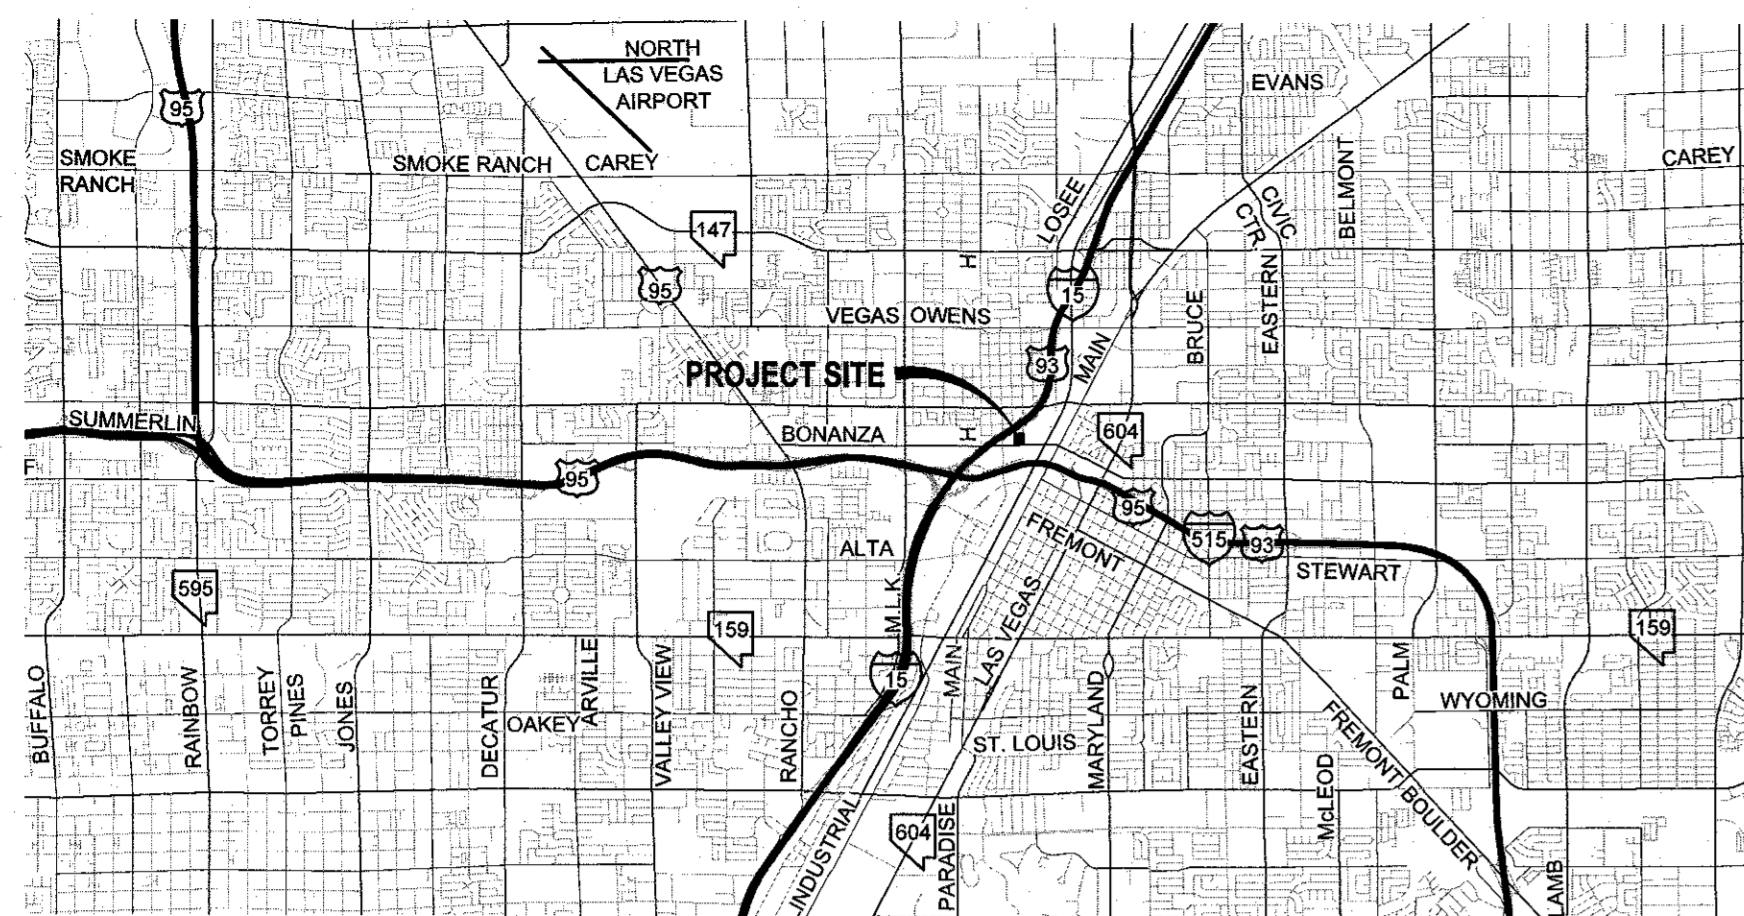 NORTH
LAS VEGAS
AIRPORT
EVANS
95
SMOKE
RANCH
SMOKE RANCH
CAREY
BELMONT
CAREY
LOSEE
CIVIC
CTR.
147
95
15
EASTERN
BRUCE
VEGAS
OWENS
93
MAIN
PROJECT SITE
SUMMERLIN
BONANZA
604
F
95
95
FREMONT
515
93
ALTA
STEWART
595
M.L.K.
LAS VEGAS
159
159
15
MAIN
BUFFALO
RAINBOW
TORREY
PINES
JONES
DECATUR
OAKEY
ARVILLE
VALLEY VIEW
RANCHO
ST. LOUIS
MARYLAND
EASTERN
PALM
WYOMING
FREMONT
BOULDER
McLEOD
INDUSTRIAL
604
PARADISE
LAMB